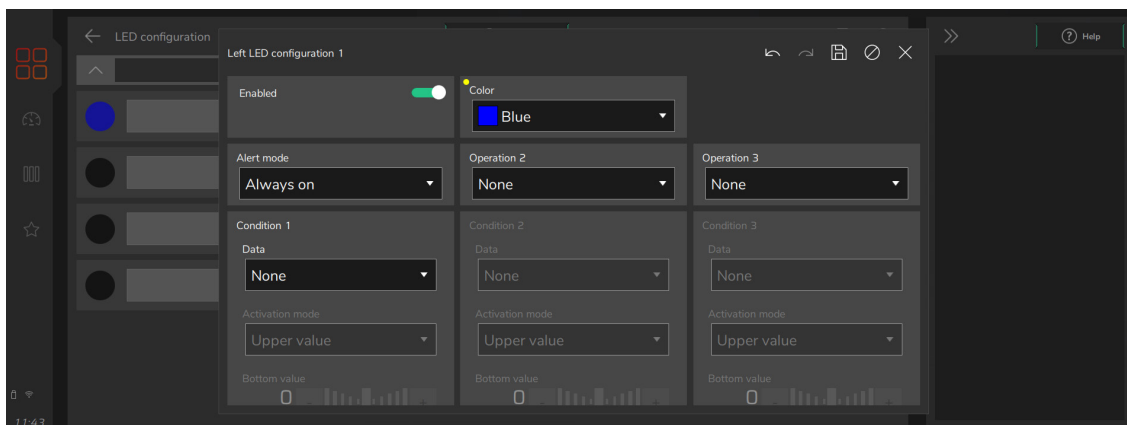 LED configuration
Left LED configuration 1
Help
Enabled
Color
Blue
Alert mode
Operation 2
Operation 3
Always on
None
None
Condition 1
Condition 2
Condition 3
Data
Data
Data
None
None
None
Activation mode
Activation mode
Activation mode
Upper value
Upper value
Upper value
Bottom value
Bottom value
Bottom value
0
0
0
11:43